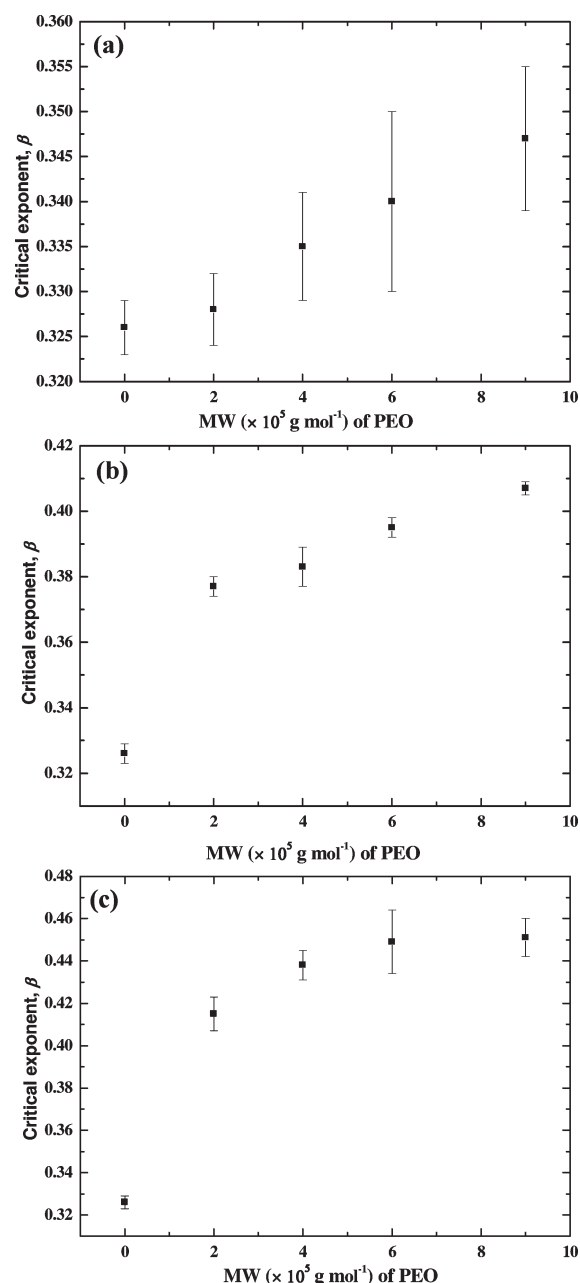 (a)
0.360
0.355
0.350
0.345
0.340
0.335
0.330
0.325
0.320
Critical exponent, β
0 2 4 6 8 10
MW (× 10⁵ g mol⁻¹) of PEO
(b)
0.42
0.40
0.38
0.36
0.34
0.32
Critical exponent, β
0 2 4 6 8 10
MW (× 10⁵ g mol⁻¹) of PEO
(c)
0.48
0.46
0.44
0.42
0.40
0.38
0.36
0.34
0.32
Critical exponent, β
0 2 4 6 8 10
MW (× 10⁵ g mol⁻¹) of PEO